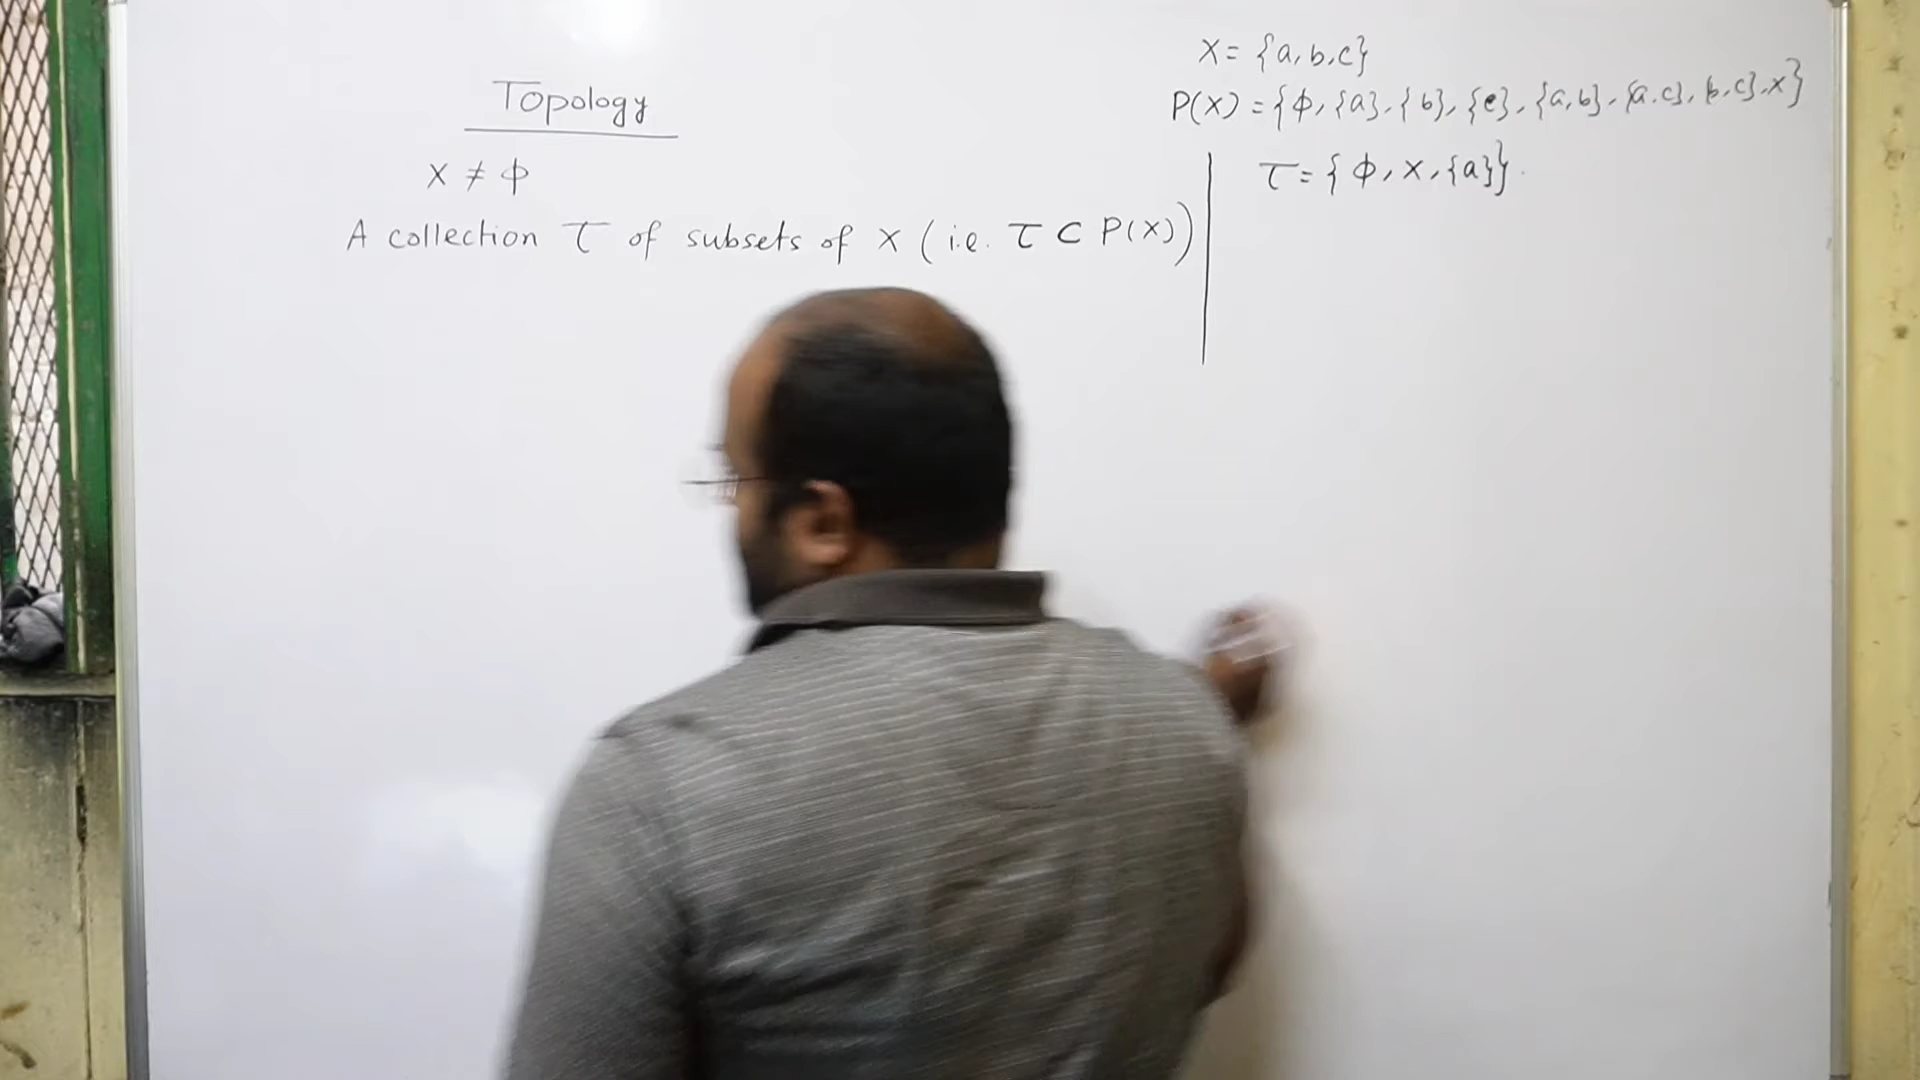 Topology
X ≠ ϕ
A collection τ of subsets of X (i.e. τ ⊂ P(X))
X = {a, b, c}
P(X) = {ϕ, {a}, {b}, {c}, {a, b}, {a, c}, {b, c}, X}
τ = {ϕ, X, {a}}.